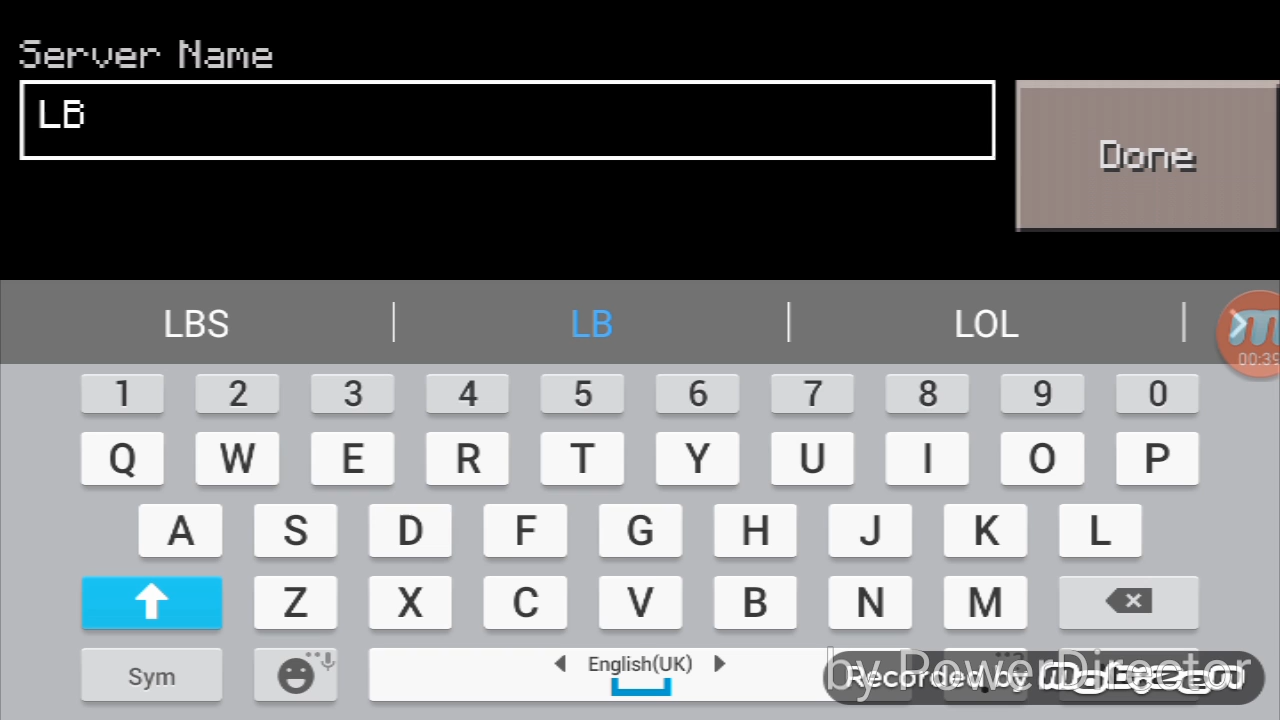 Server Name
LB
Done
LBS LB LOL
00:39
1 2 3 4 5 6 7 8 9 0
Q W E R T Y U I O P
A S D F G H J K L
Z X C V B N M
Sym English(UK)
by PowerDirector
Recorded by Mobizen